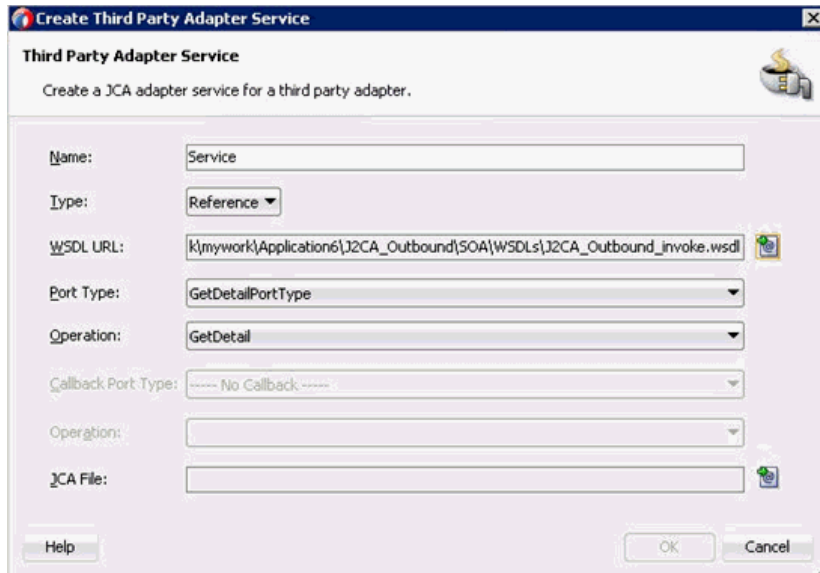 Create Third Party Adapter Service
Third Party Adapter Service
Create a JCA adapter service for a third party adapter.
Name: Service
Type: Reference
WSDL URL: k\mywork\Application6\J2CA_Outbound\SOA\WSDLs\J2CA_Outbound_invoke.wsdl
Port Type: GetDetailPortType
Operation: GetDetail
Callback Port Type: ----- No Callback -----
Operation:
JCA File:
Help OK Cancel